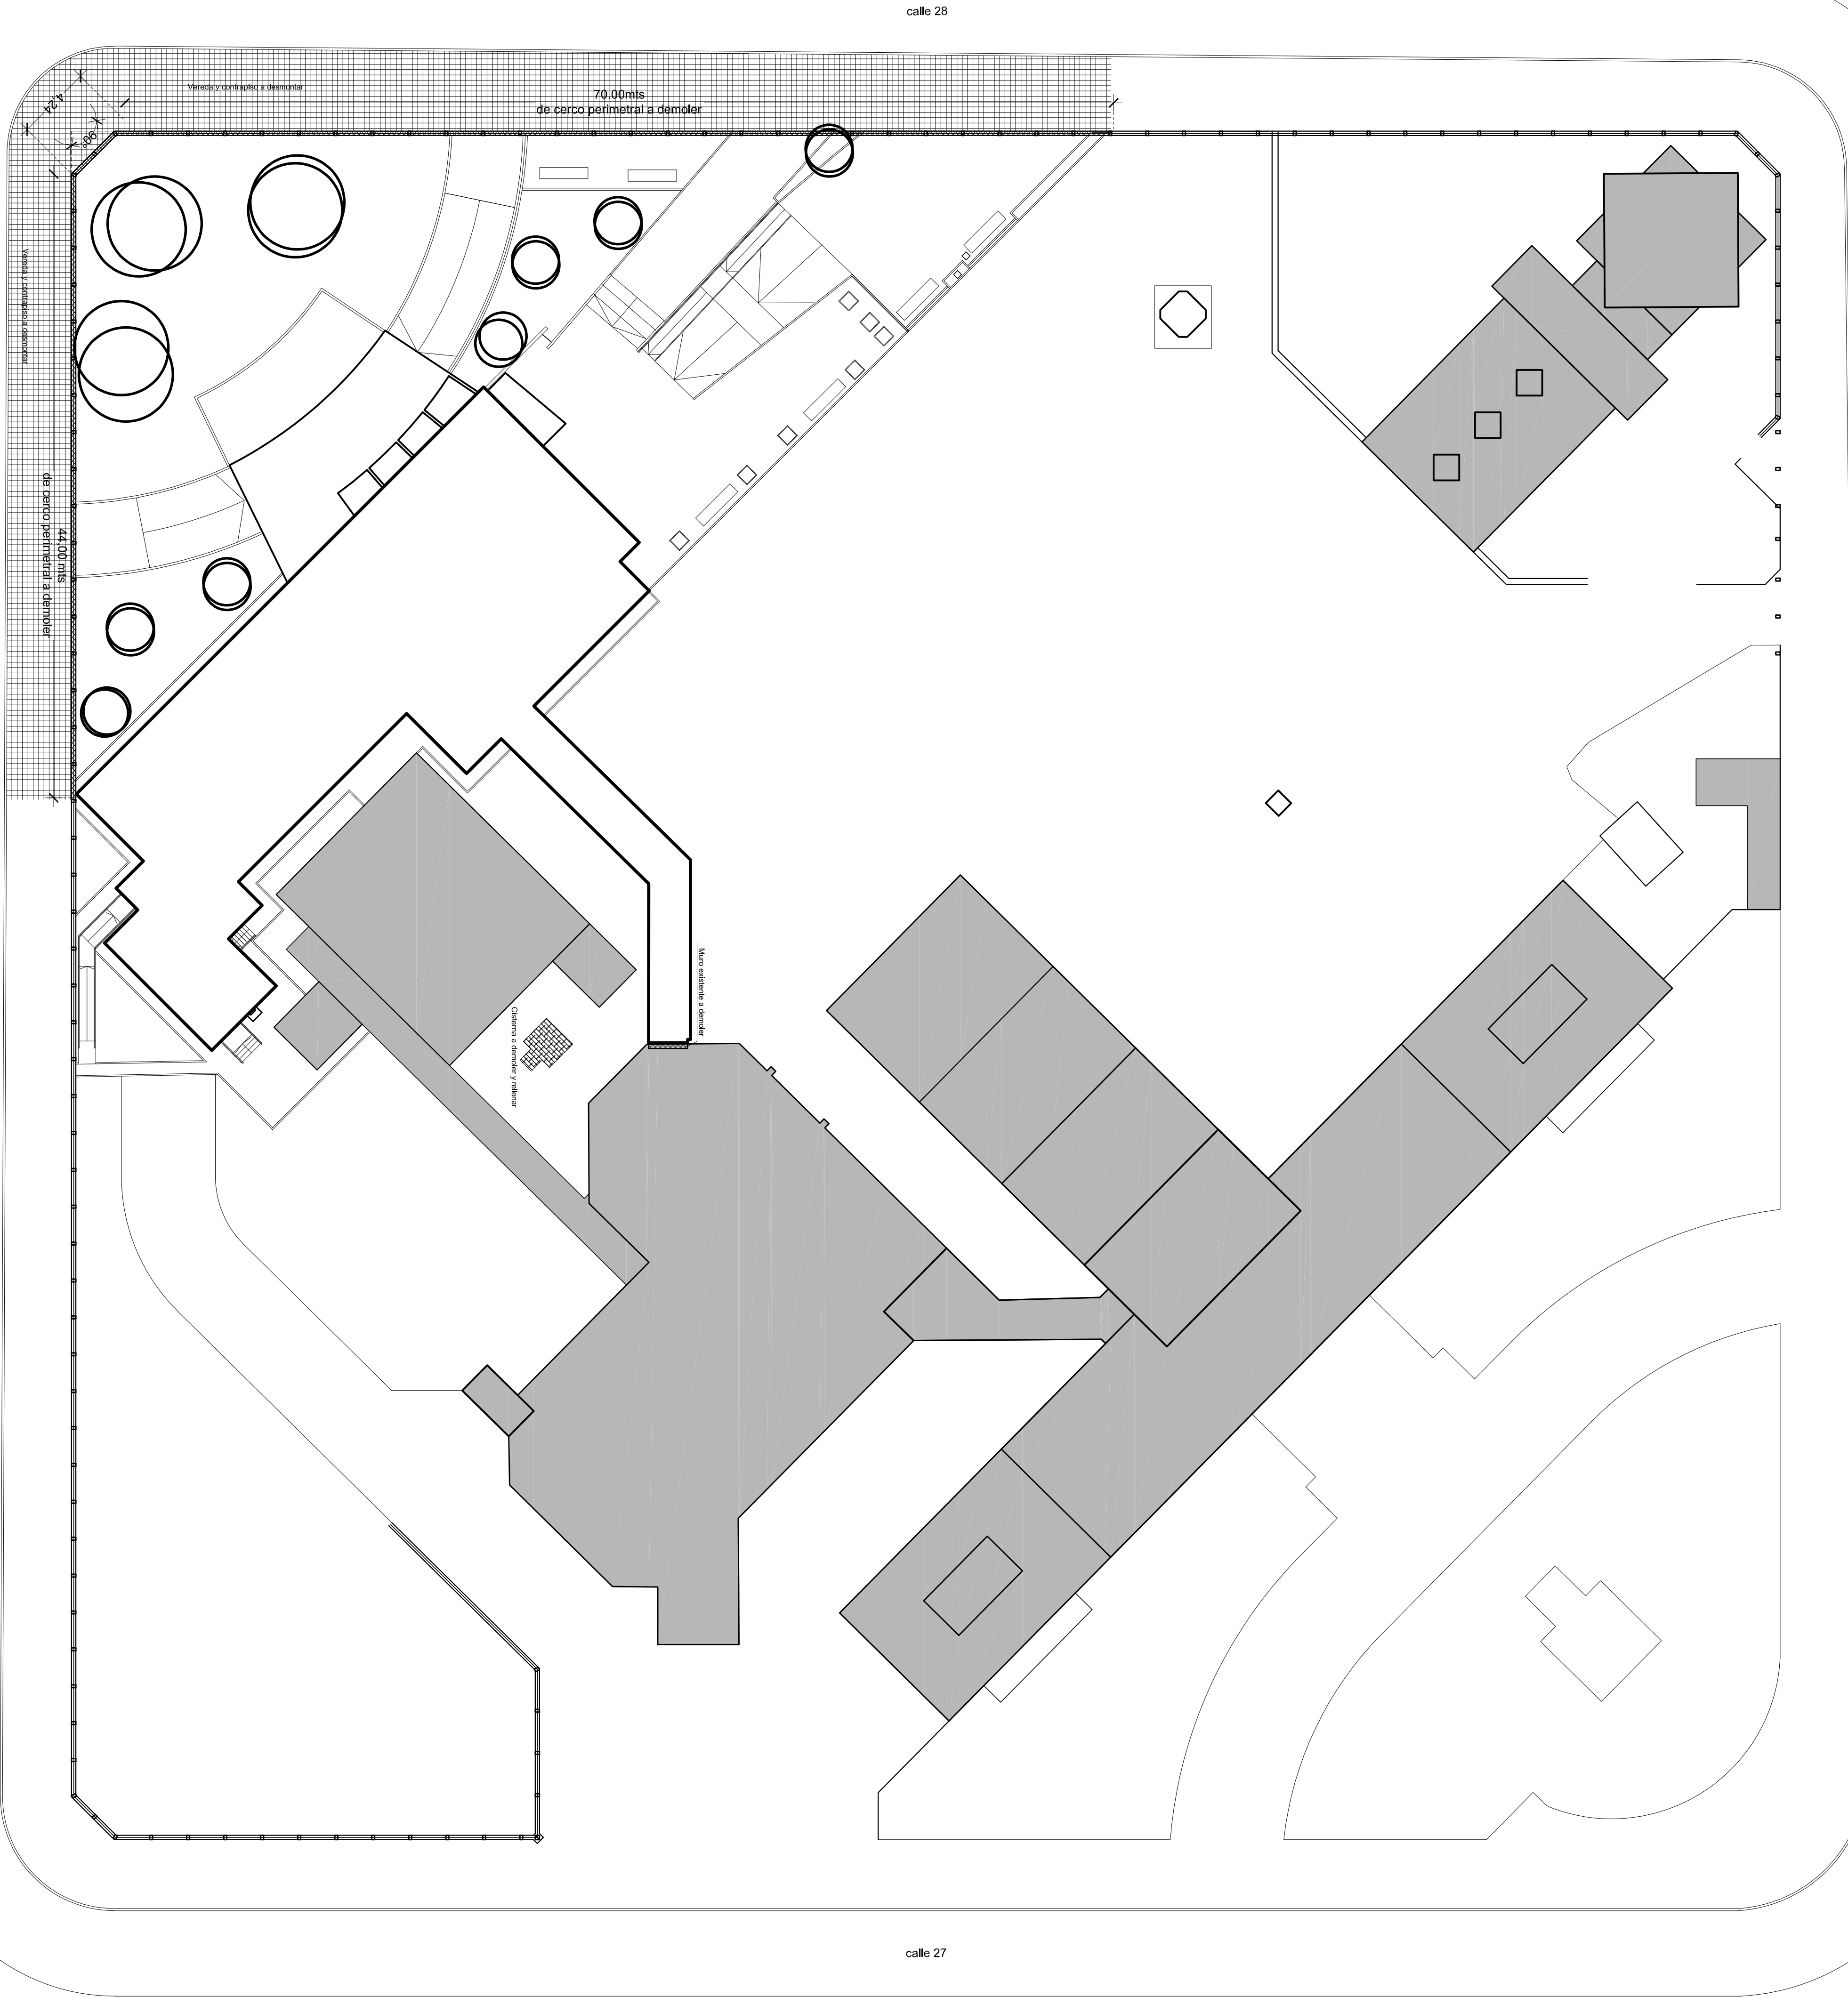 calle 28
Vereda y contrapiso a desmontar
70.00mts
de cerco perimetral a demoler
4,24
90°
Vereda y contrapiso a desmontar
44,00 mts
de cerco perimetral a demoler
Muro existente a demoler
Cisterna a demoler y rellenar
calle 27